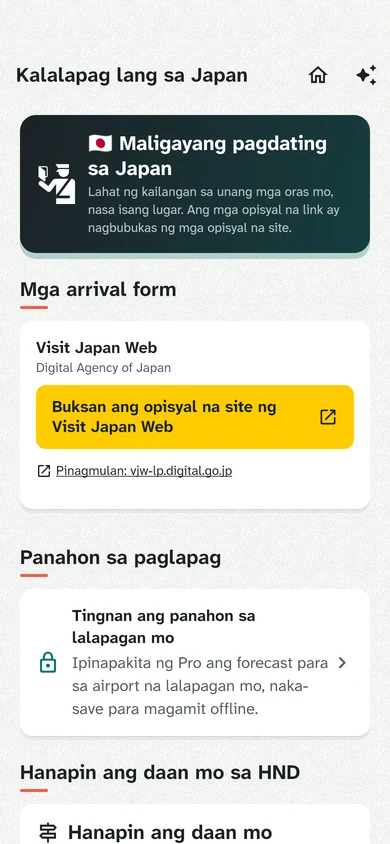 Kalalapag lang sa Japan
🇯🇵 Maligayang pagdating
sa Japan
Lahat ng kailangan sa unang mga oras mo,
nasa isang lugar. Ang mga opisyal na link ay
nagbubukas ng mga opisyal na site.
Mga arrival form
Visit Japan Web
Digital Agency of Japan
Buksan ang opisyal na site ng
Visit Japan Web
Pinagmulan: vjw-lp.digital.go.jp
Panahon sa paglapag
Tingnan ang panahon sa
lalapagan mo
Ipinapakita ng Pro ang forecast para
sa airport na lalapagan mo, naka-
save para magamit offline.
Hanapin ang daan mo sa HND
Hanapin ang daan mo